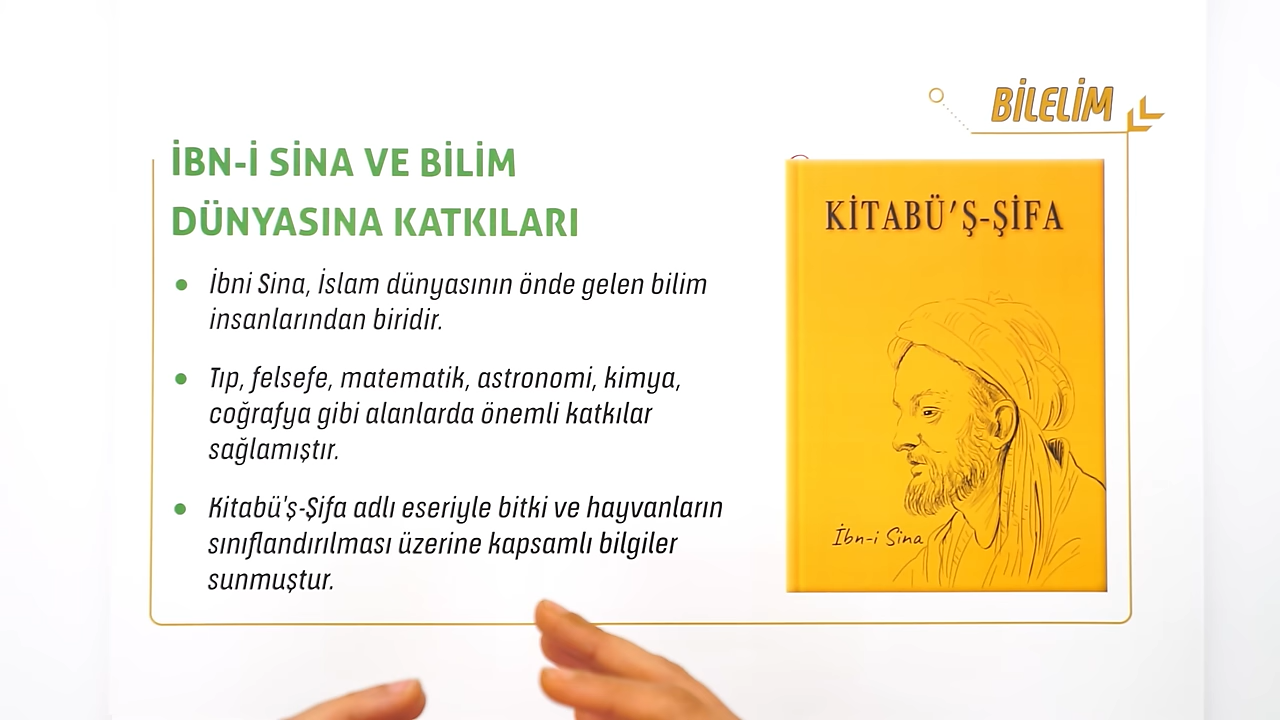 BİLELİM
İBN-İ SİNA VE BİLİM
DÜNYASINA KATKILARI
İbni Sina, İslam dünyasının önde gelen bilim
insanlarından biridir.
Tıp, felsefe, matematik, astronomi, kimya,
coğrafya gibi alanlarda önemli katkılar
sağlamıştır.
Kitabü'ş-Şifa adlı eseriyle bitki ve hayvanların
sınıflandırılması üzerine kapsamlı bilgiler
sunmuştur.
KİTABÜ'Ş-ŞİFA
İbn-i Sina